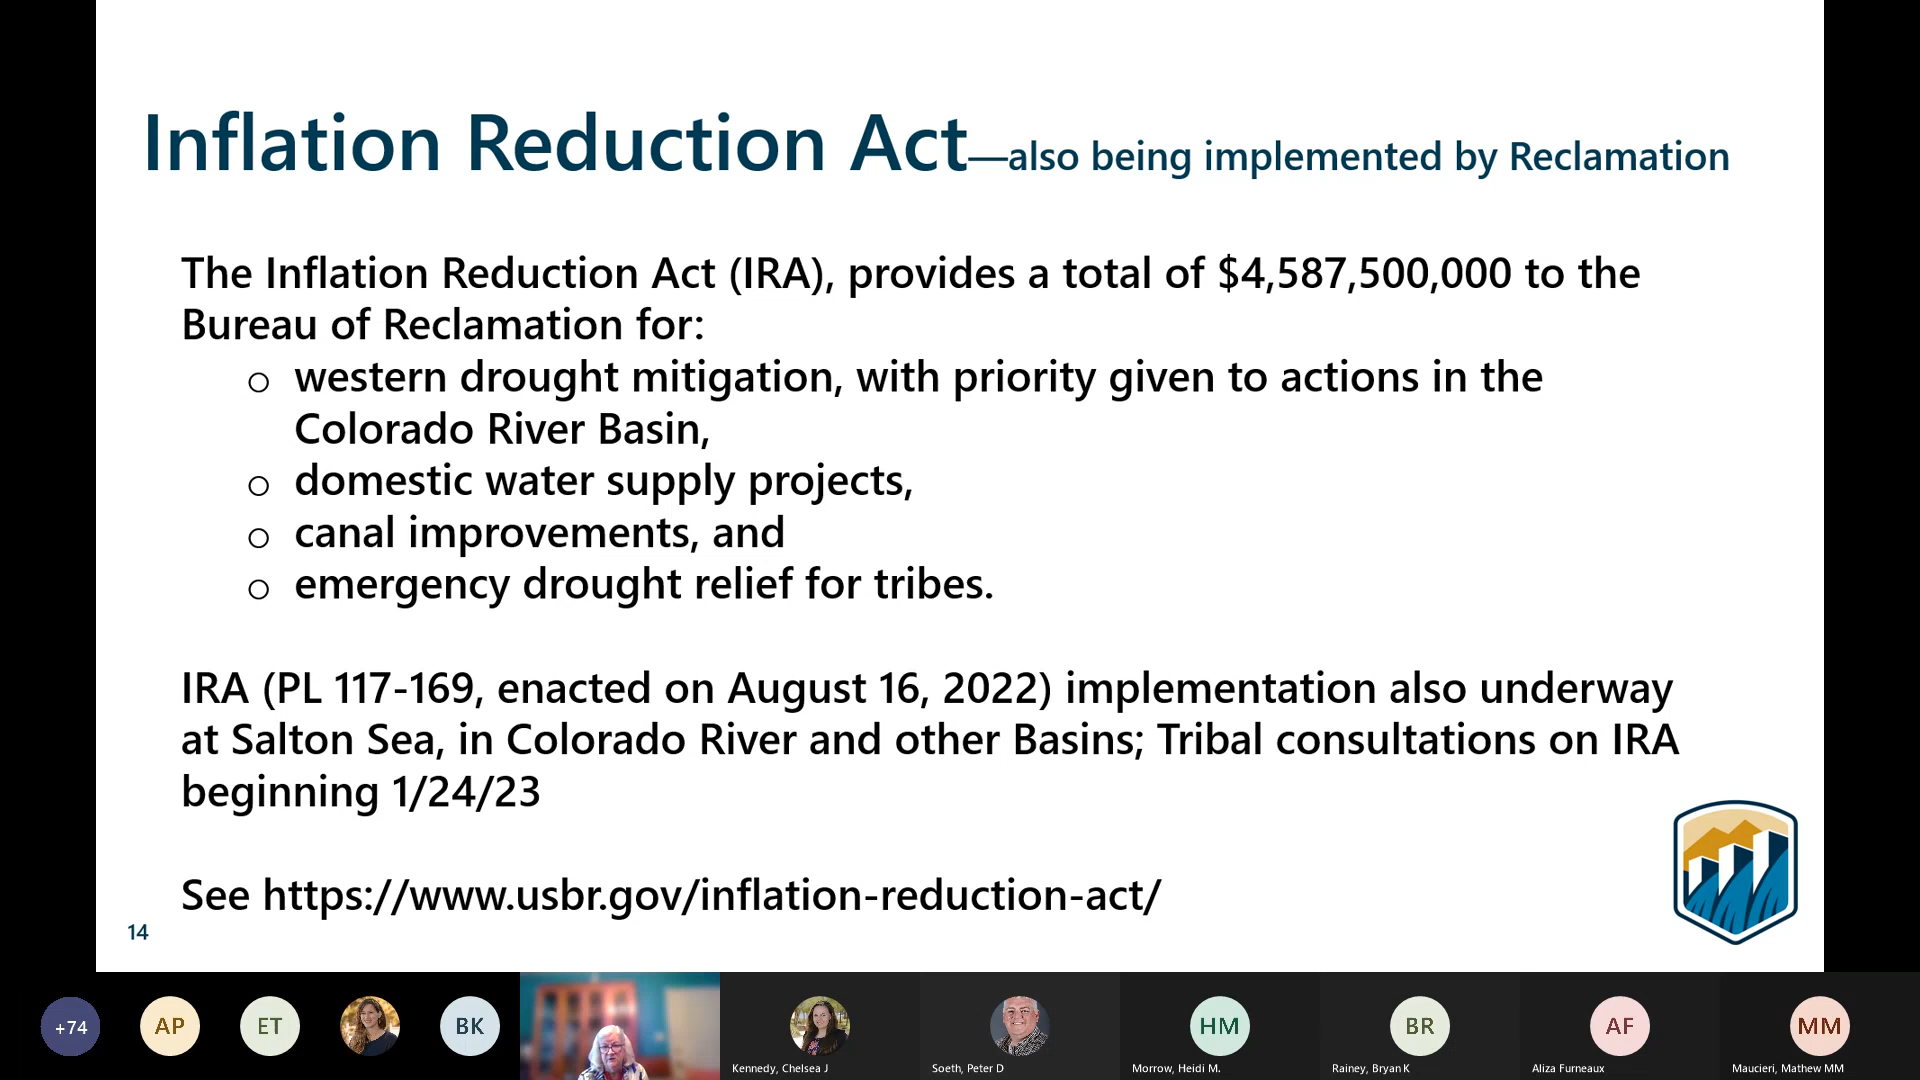 Inflation Reduction Act—also being implemented by Reclamation
The Inflation Reduction Act (IRA), provides a total of $4,587,500,000 to the
Bureau of Reclamation for:
o western drought mitigation, with priority given to actions in the
Colorado River Basin,
o domestic water supply projects,
o canal improvements, and
o emergency drought relief for tribes.
IRA (PL 117-169, enacted on August 16, 2022) implementation also underway
at Salton Sea, in Colorado River and other Basins; Tribal consultations on IRA
beginning 1/24/23
See https://www.usbr.gov/inflation-reduction-act/
14
+74
AP
ET
BK
HM
BR
AF
MM
Kennedy, Chelsea J
Soeth, Peter D
Morrow, Heidi M.
Rainey, Bryan K
Aliza Furneaux
Maucieri, Mathew MM